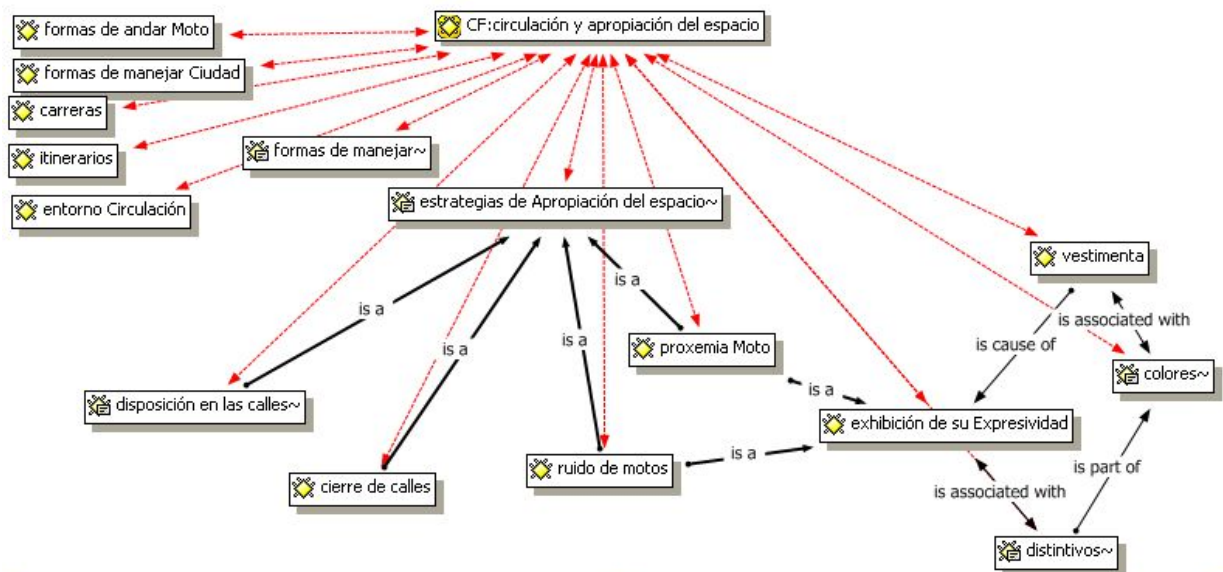 CF:circulación y apropiación del espacio
formas de andar Moto
formas de manejar Ciudad
carreras
itinerarios
formas de manejar~
entorno Circulación
estrategias de Apropiación del espacio~
vestimenta
is a
is a
is associated with
is a
is a
is cause of
proxemia Moto
colores~
is a
disposición en las calles~
exhibición de su Expresividad
is a
ruido de motos
is part of
cierre de calles
is associated with
distintivos~